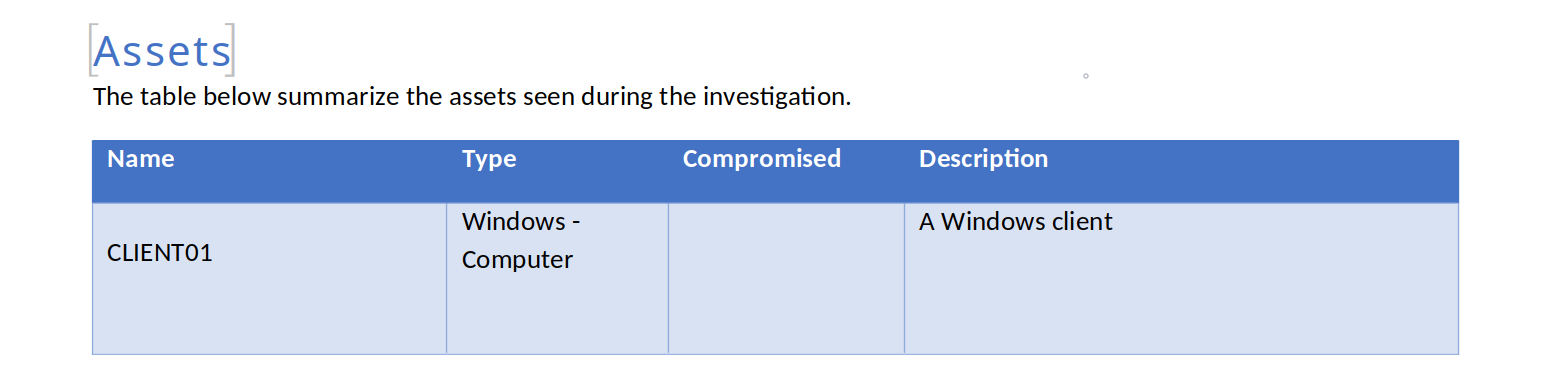 Assets
The table below summarize the assets seen during the investigation.
Name Type Compromised Description
CLIENT01 Windows - A Windows client
Computer